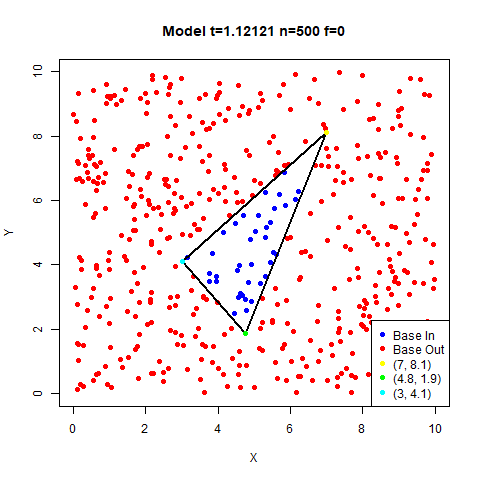 Model t=1.12121 n=500 f=0
10
8
6
4
2
0
Y
Base In
Base Out
(7, 8.1)
(4.8, 1.9)
(3, 4.1)
0 2 4 6 8 10
X